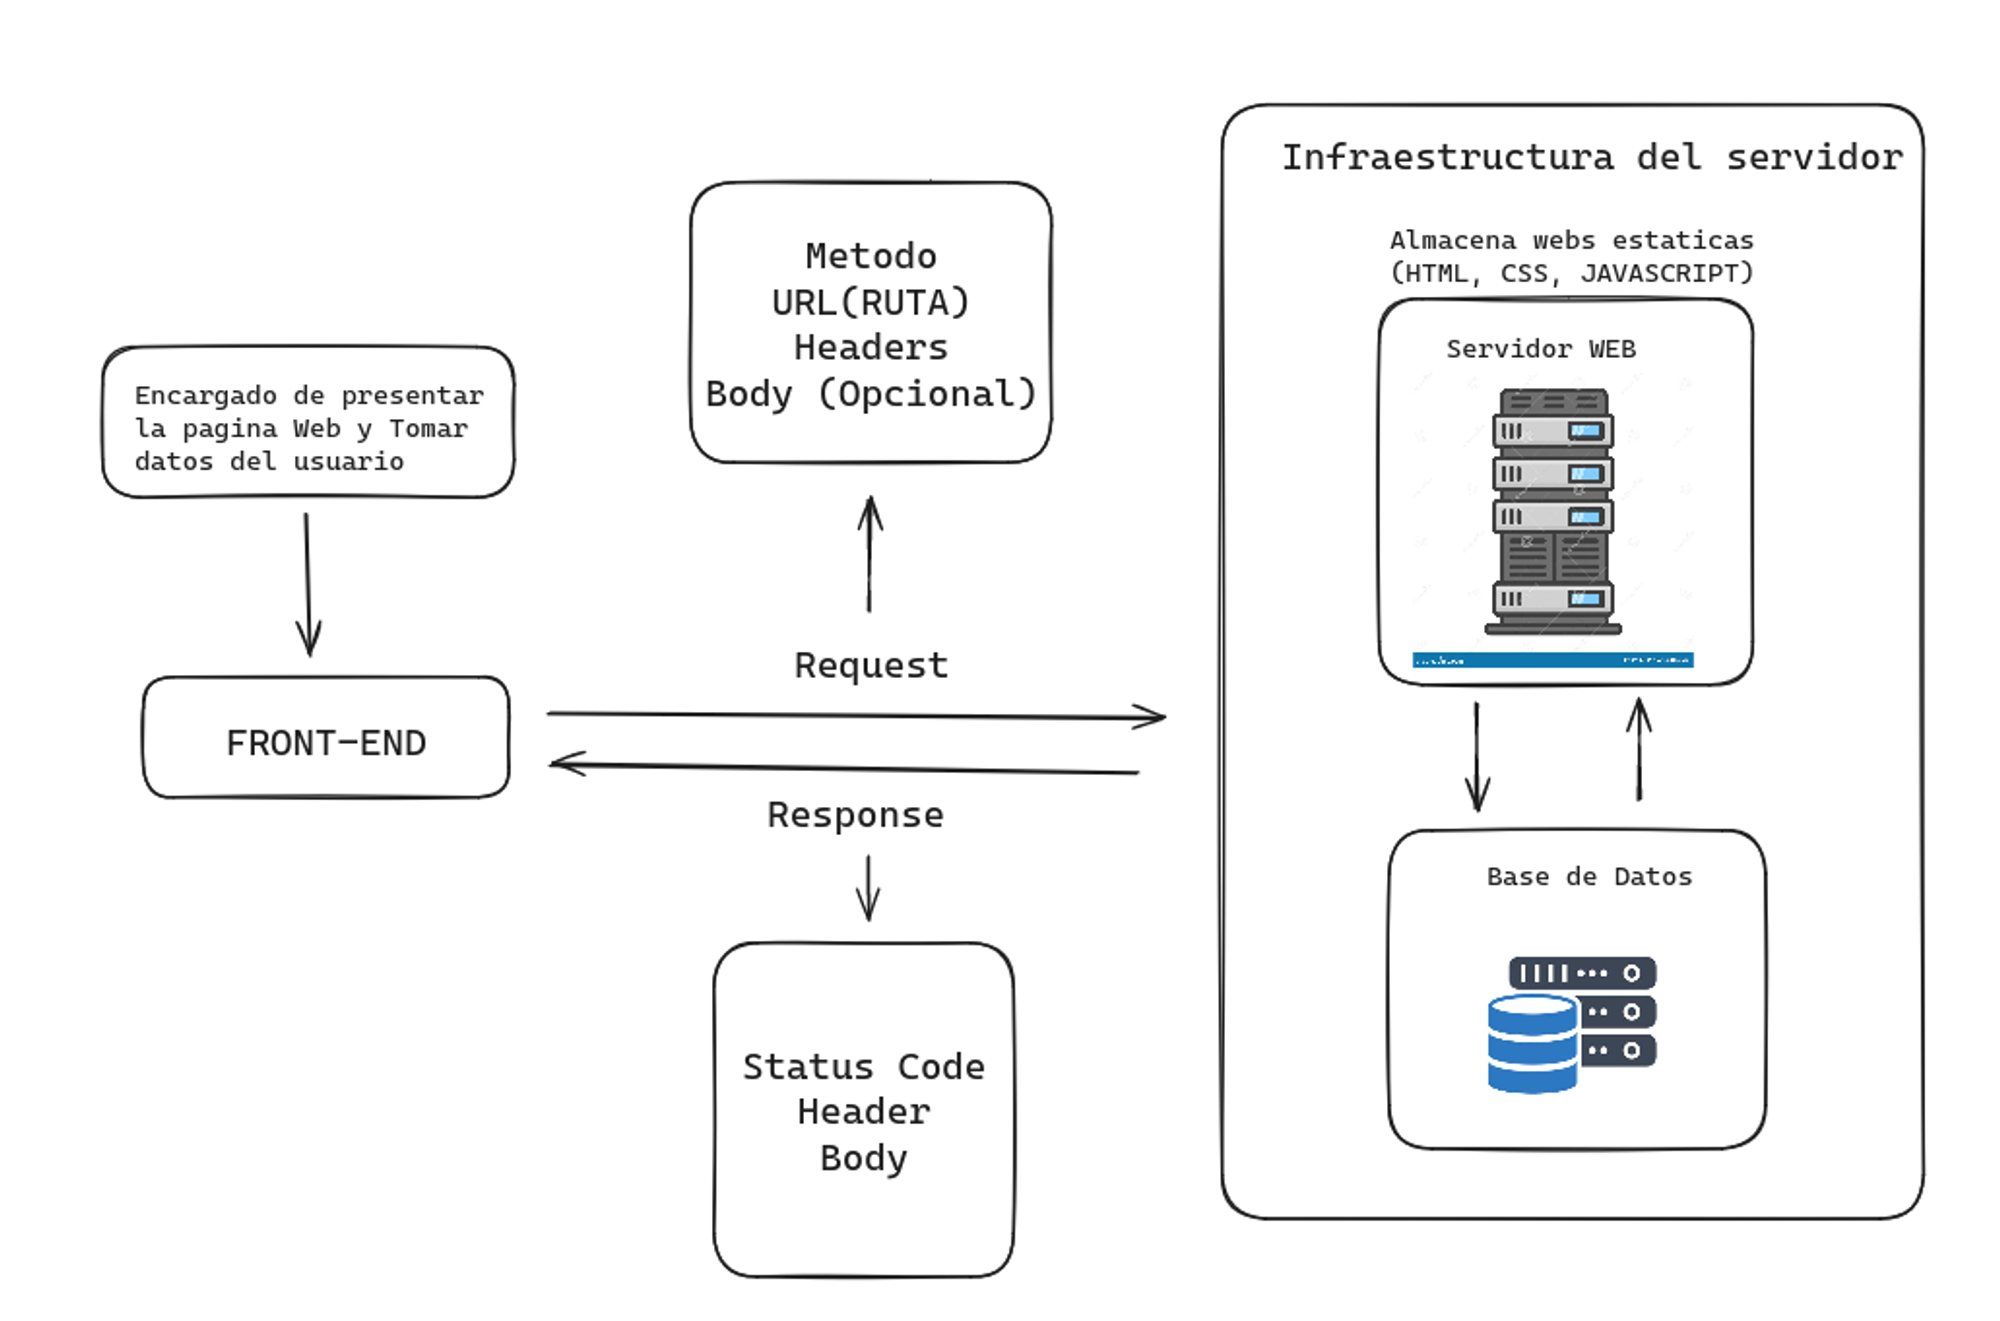 Infraestructura del servidor
Almacena webs estaticas
(HTML, CSS, JAVASCRIPT)
Servidor WEB
Metodo
URL(RUTA)
Headers
Body (Opcional)
Encargado de presentar
la pagina Web y Tomar
datos del usuario
Request
FRONT-END
Response
Base de Datos
Status Code
Header
Body